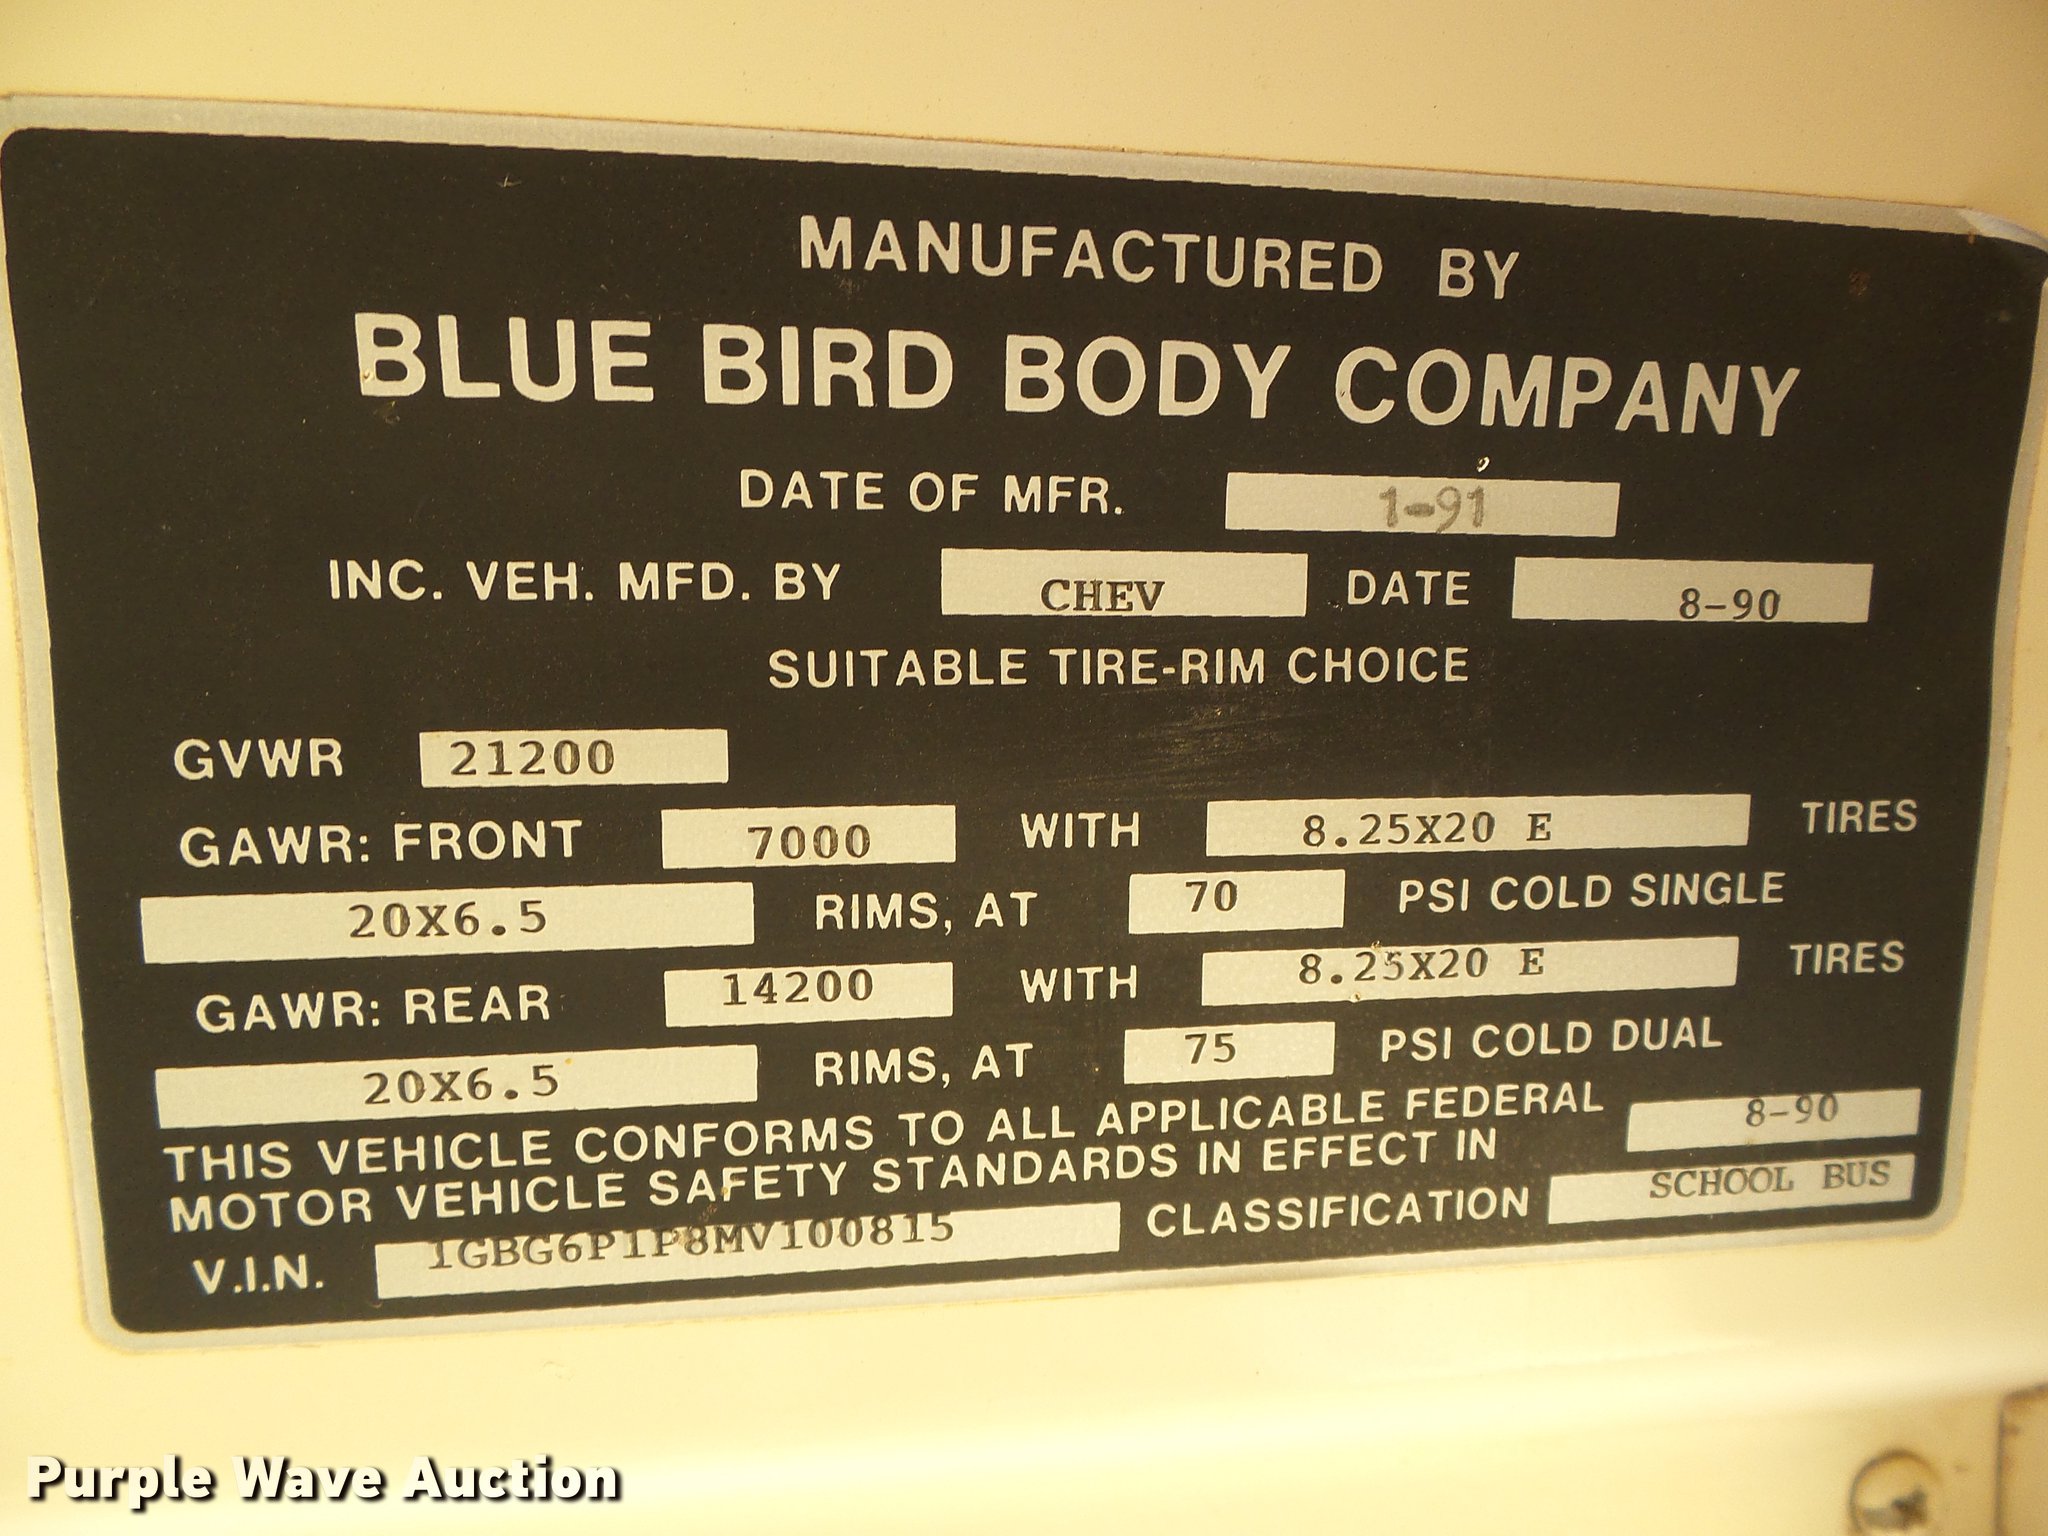 MANUFACTURED BY
BLUE BIRD BODY COMPANY
DATE OF MFR. 1-91
INC. VEH. MFD. BY CHEV DATE 8-90
SUITABLE TIRE-RIM CHOICE
GVWR 21200
GAWR: FRONT 7000 WITH 8.25X20 E TIRES
20X6.5 RIMS, AT 70 PSI COLD SINGLE
GAWR: REAR 14200 WITH 8.25X20 E TIRES
20X6.5 RIMS, AT 75 PSI COLD DUAL
THIS VEHICLE CONFORMS TO ALL APPLICABLE FEDERAL
MOTOR VEHICLE SAFETY STANDARDS IN EFFECT IN 8-90
V.I.N. 1GBG6P1P8MV100815 CLASSIFICATION SCHOOL BUS
Purple Wave Auction